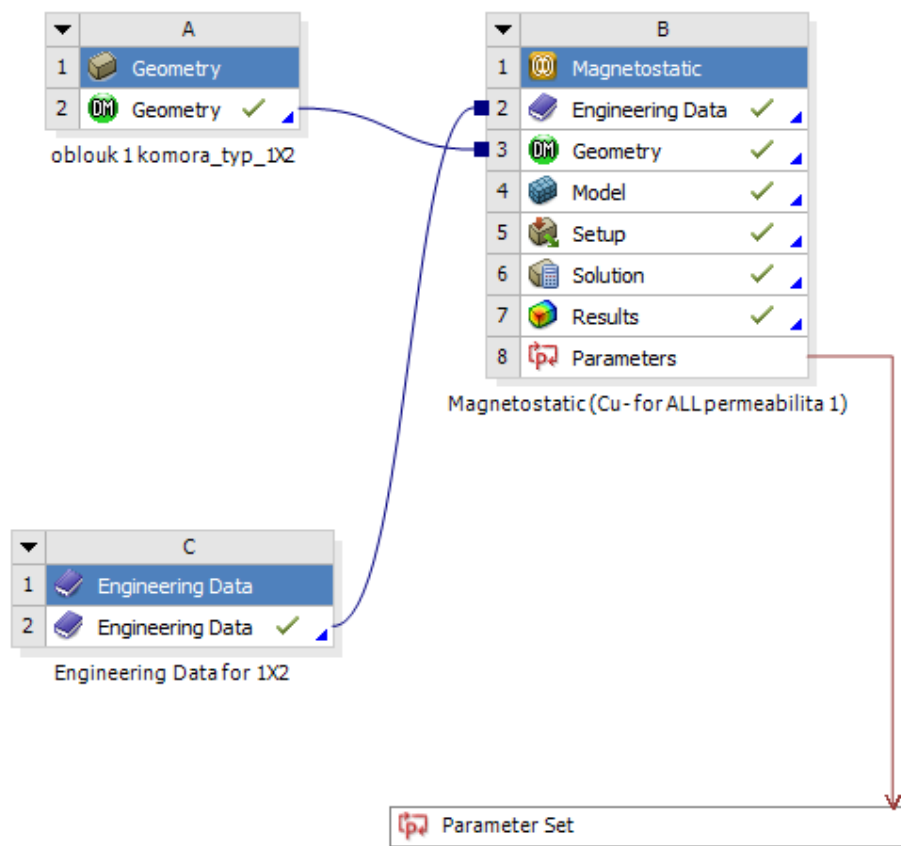 A
1 Geometry
2 DM Geometry
oblouk 1 komora_typ_1X2
B
1 Magnetostatic
2 Engineering Data
3 DM Geometry
4 Model
5 Setup
6 Solution
7 Results
8 Parameters
Magnetostatic (Cu - for ALL permeabilita 1)
C
1 Engineering Data
2 Engineering Data
Engineering Data for 1X2
Parameter Set